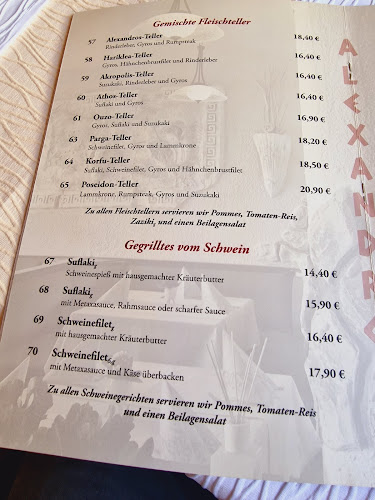 Gemischte Fleischteller
57 Alexandros-Teller 18,40 €
Rinderleber, Gyros und Rumpsteak
58 Hariklea-Teller 16,40 €
Gyros, Hähnchenbrustfilet und Rinderleber
59 Akropolis-Teller 16,40 €
Suzukaki, Rinderleber und Gyros
60 Athos-Teller 16,40 €
Suflaki und Gyros
61 Ouzo-Teller 16,90 €
Gyros, Suflaki und Suzukaki
63 Parga-Teller 18,20 €
Schweinefilet, Gyros und Lammkrone
64 Korfu-Teller 18,50 €
Suflaki, Schweinefilet, Gyros und Hähnchenbrustfilet
65 Poseidon-Teller 20,90 €
Lammkrone, Rumpsteak, Gyros und Suzukaki
Zu allen Fleischtellern servieren wir Pommes, Tomaten-Reis,
Zaziki, und einen Beilagensalat
Gegrilltes vom Schwein
67 Suflaki 14,40 €
Schweinespieß mit hausgemachter Kräuterbutter
68 Suflaki g 15,90 €
mit Metaxasauce, Rahmsauce oder scharfer Sauce
69 Schweinefilet g 16,40 €
mit hausgemachter Kräuterbutter
70 Schweinefilet 17,90 €
mit Metaxasauce und Käse überbacken
Zu allen Schweinegerichten servieren wir Pommes, Tomaten-Reis
und einen Beilagensalat
ALEXANDRO